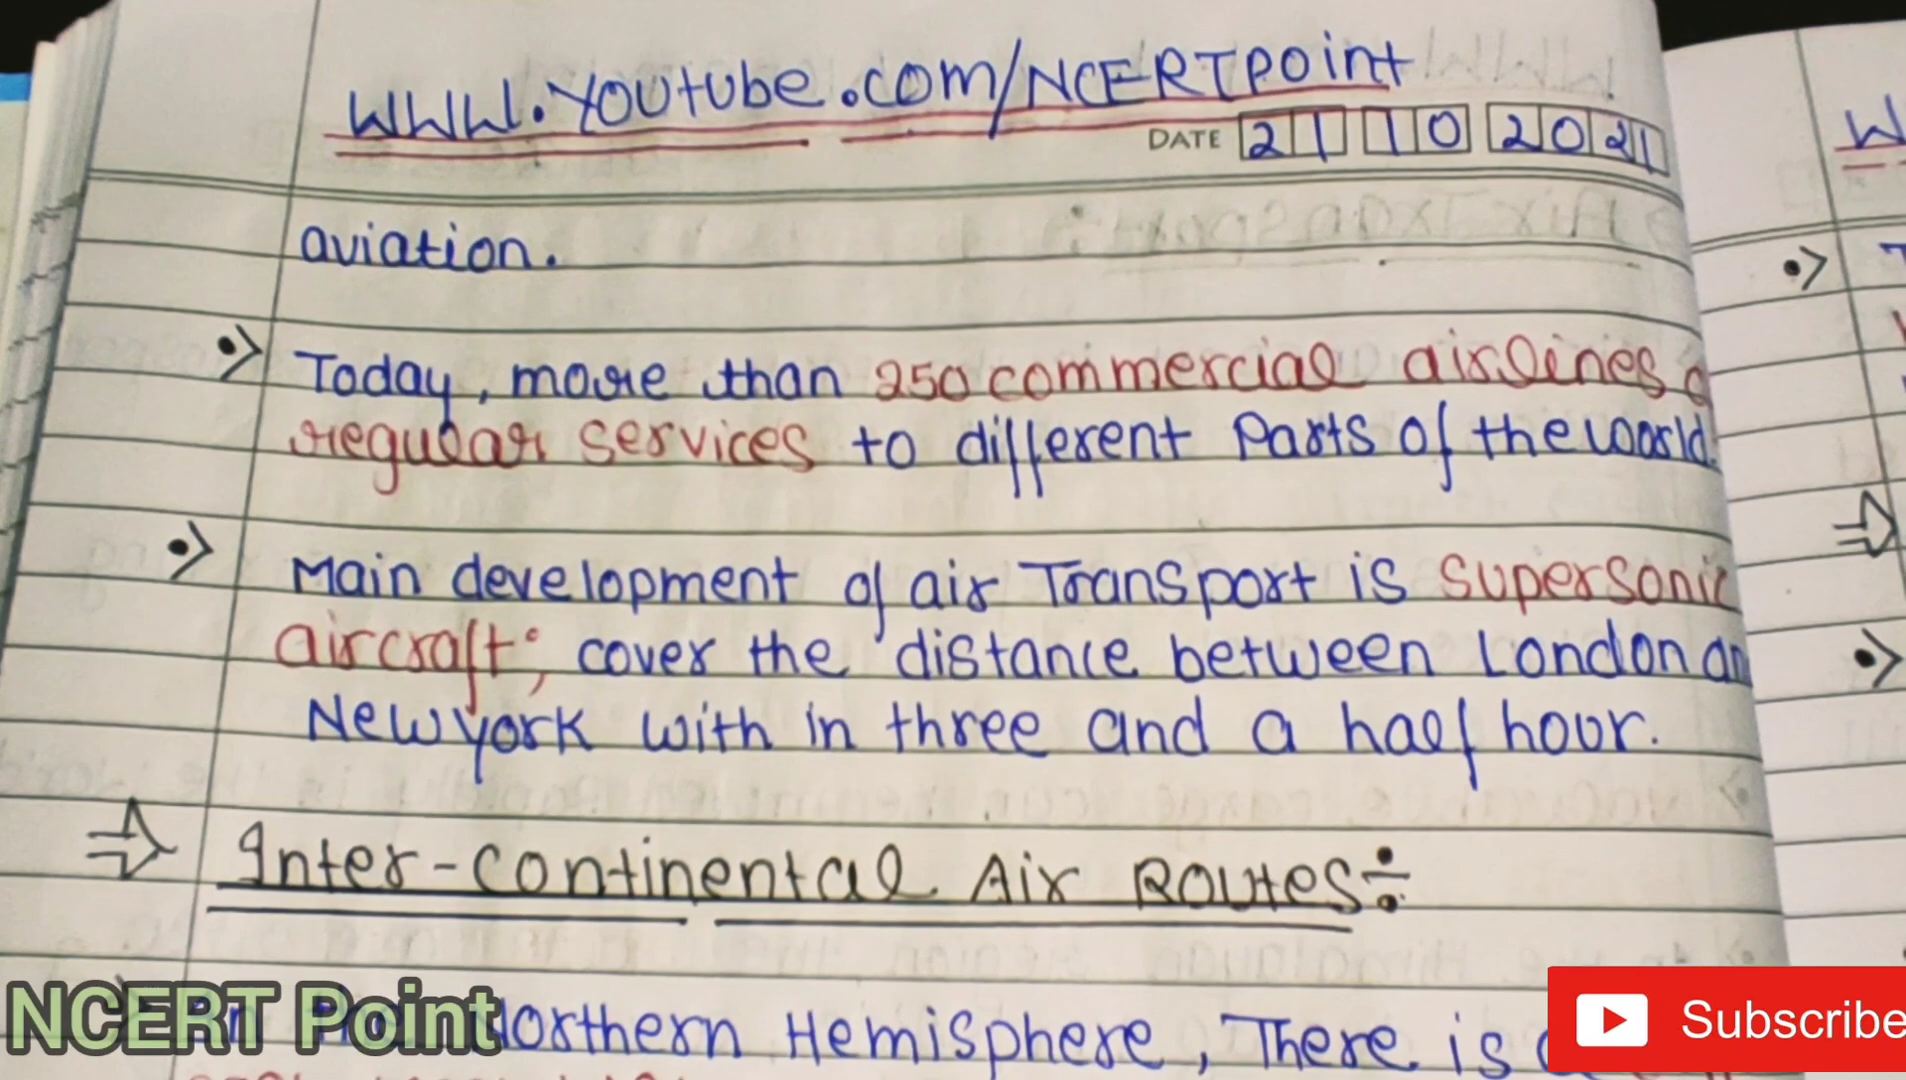 www.Youtube.com/NCERTPoint
DATE 21 10 2021
aviation.
Today, more than 250 commercial airlines
regular services to different Parts of the world.
Main development of air Transport is Supersonic
aircraft; cover the distance between London an
Newyork with in three and a half hour.
Inter-continental Air Routes
Northern Hemisphere, There is
NCERT Point
Subscribe